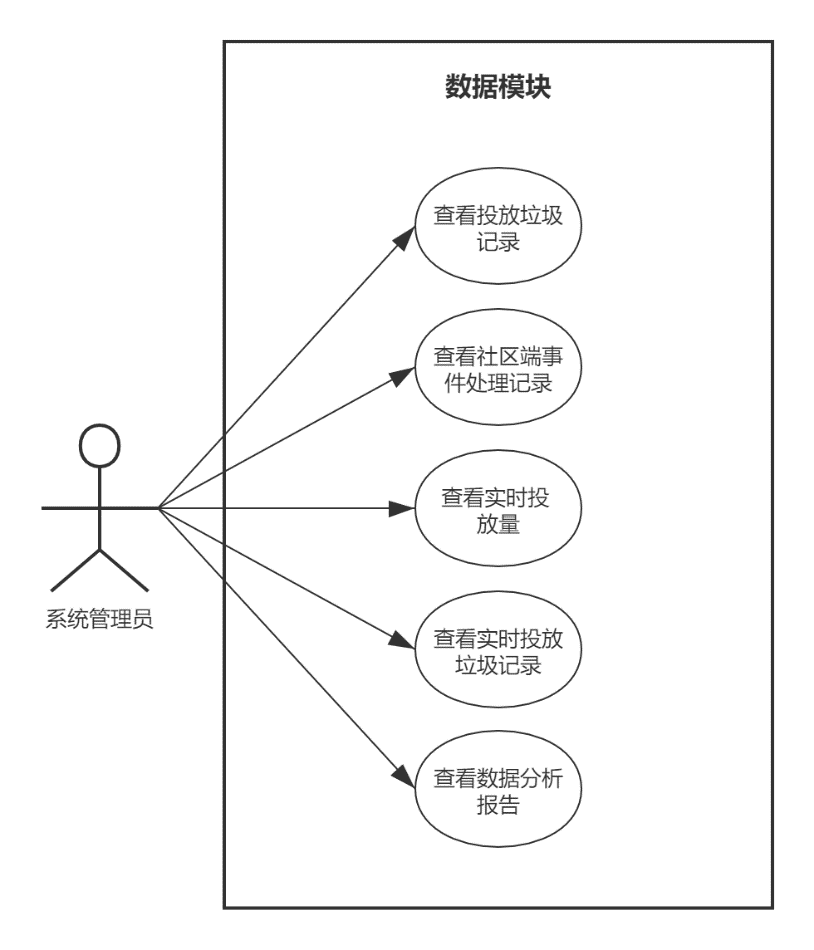 数据模块
查看投放垃圾
记录
查看社区端事
件处理记录
查看实时投
放量
查看实时投放
垃圾记录
查看数据分析
报告
系统管理员